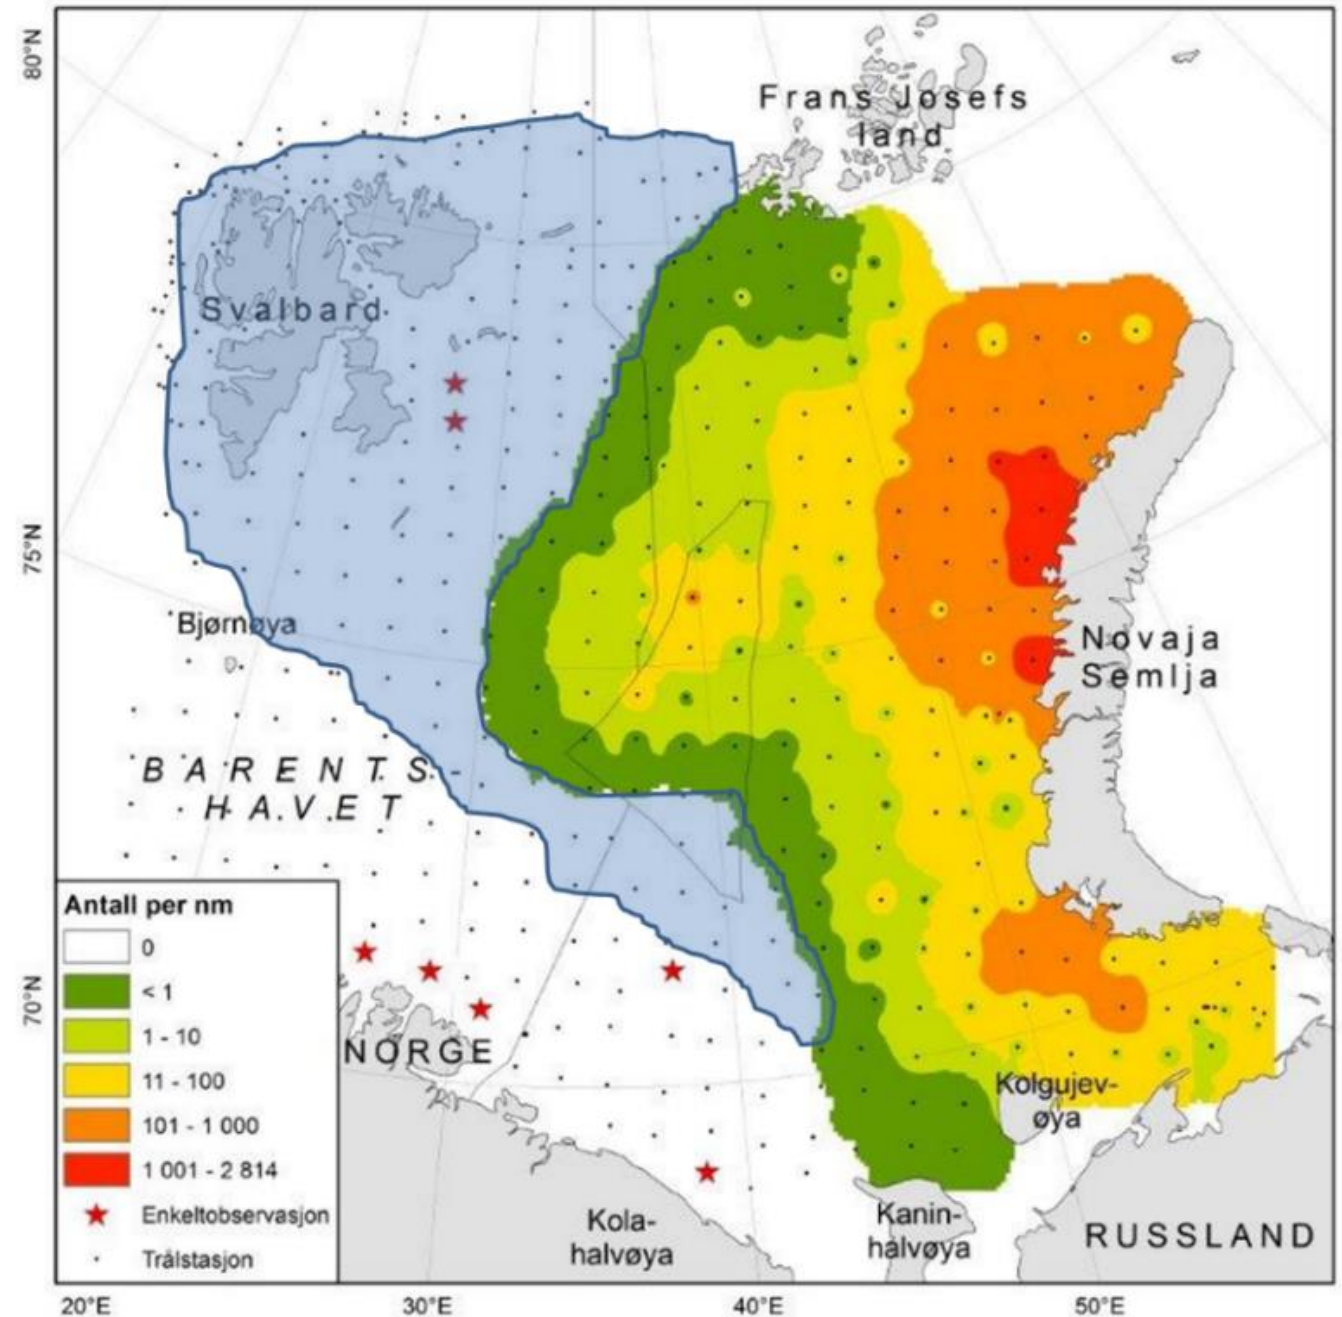 80°N
75°N
70°N
Frans Josefs
land
Svalbard
Bjørnøya
Novaja
Semlja
BARENTS-
HAVET
Antall per nm
0
< 1
1 - 10
11 - 100
101 - 1 000
1 001 - 2 814
Enkeltobservasjon
Trålstasjon
NORGE
Kolgujev-
øya
Kola-
halvøya
Kanin-
halvøya
RUSSLAND
20°E
30°E
40°E
50°E